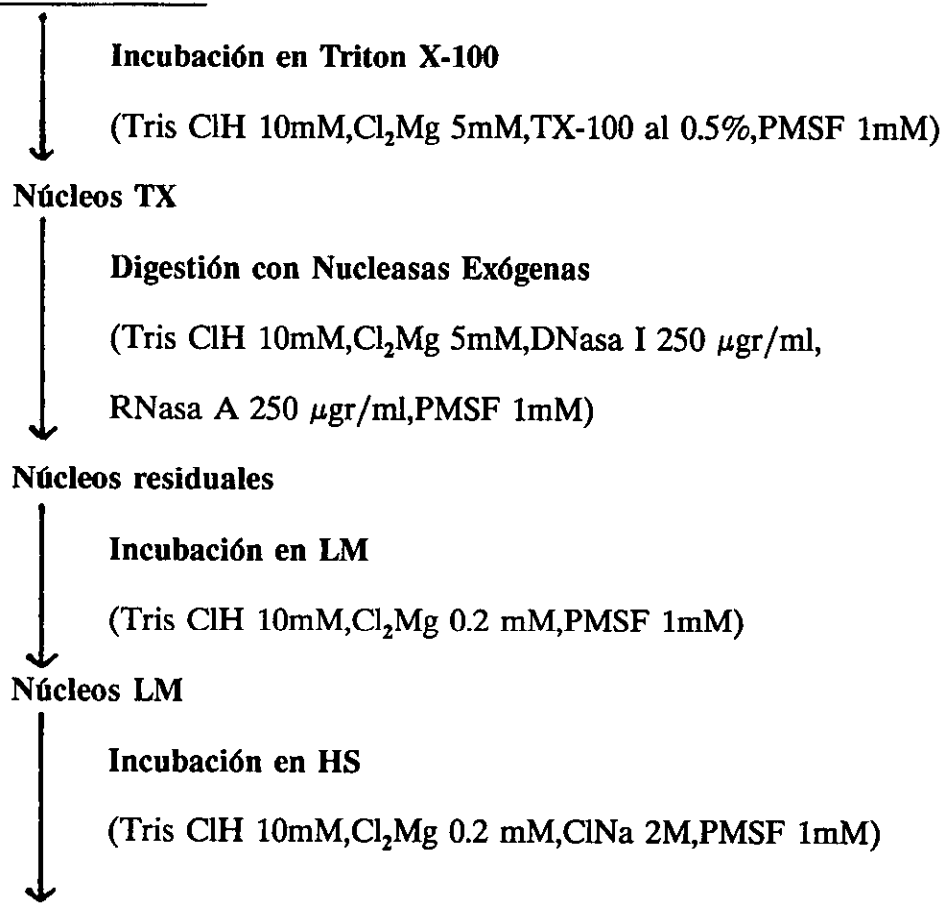 Incubación en Triton X-100
(Tris ClH 10mM,Cl₂Mg 5mM,TX-100 al 0.5%,PMSF 1mM)
Núcleos TX
Digestión con Nucleasas Exógenas
(Tris ClH 10mM,Cl₂Mg 5mM,DNasa I 250 μgr/ml,
RNasa A 250 μgr/ml,PMSF 1mM)
Núcleos residuales
Incubación en LM
(Tris ClH 10mM,Cl₂Mg 0.2 mM,PMSF 1mM)
Núcleos LM
Incubación en HS
(Tris ClH 10mM,Cl₂Mg 0.2 mM,ClNa 2M,PMSF 1mM)